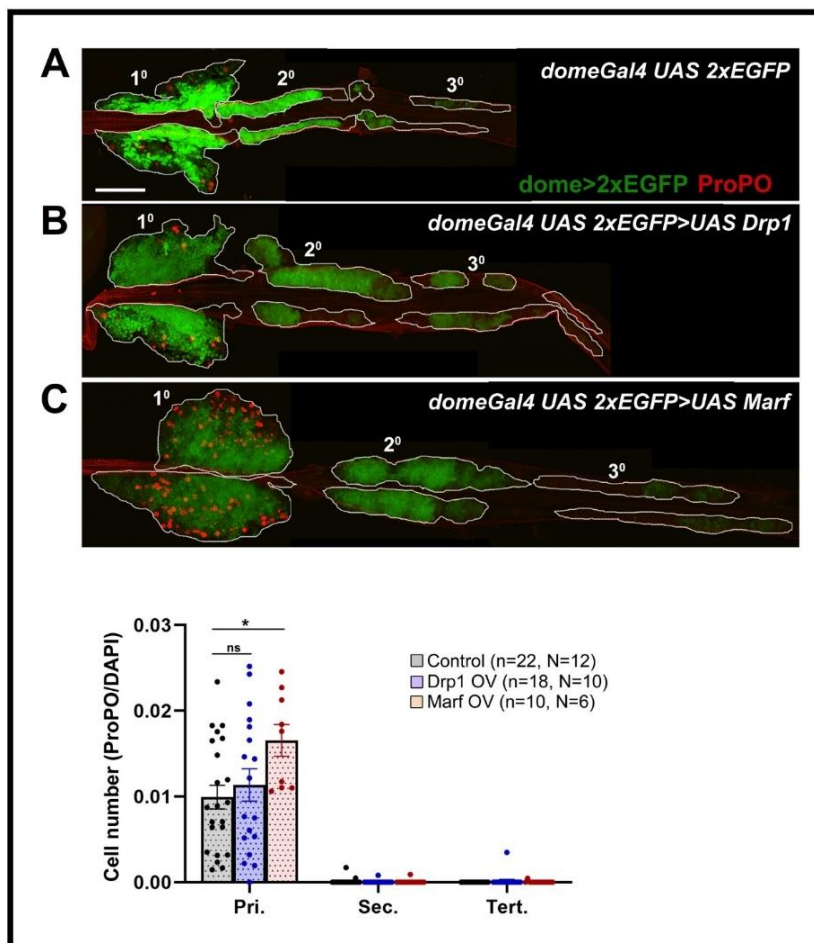 A
1⁰
2⁰
3⁰
domeGal4 UAS 2xEGFP
dome>2xEGFP ProPO
B
1⁰
2⁰
3⁰
domeGal4 UAS 2xEGFP>UAS Drp1
C
1⁰
2⁰
3⁰
domeGal4 UAS 2xEGFP>UAS Marf
Cell number (ProPO/DAPI)
0.03
0.02
0.01
0.00
*
ns
Control (n=22, N=12)
Drp1 OV (n=18, N=10)
Marf OV (n=10, N=6)
Pri.
Sec.
Tert.